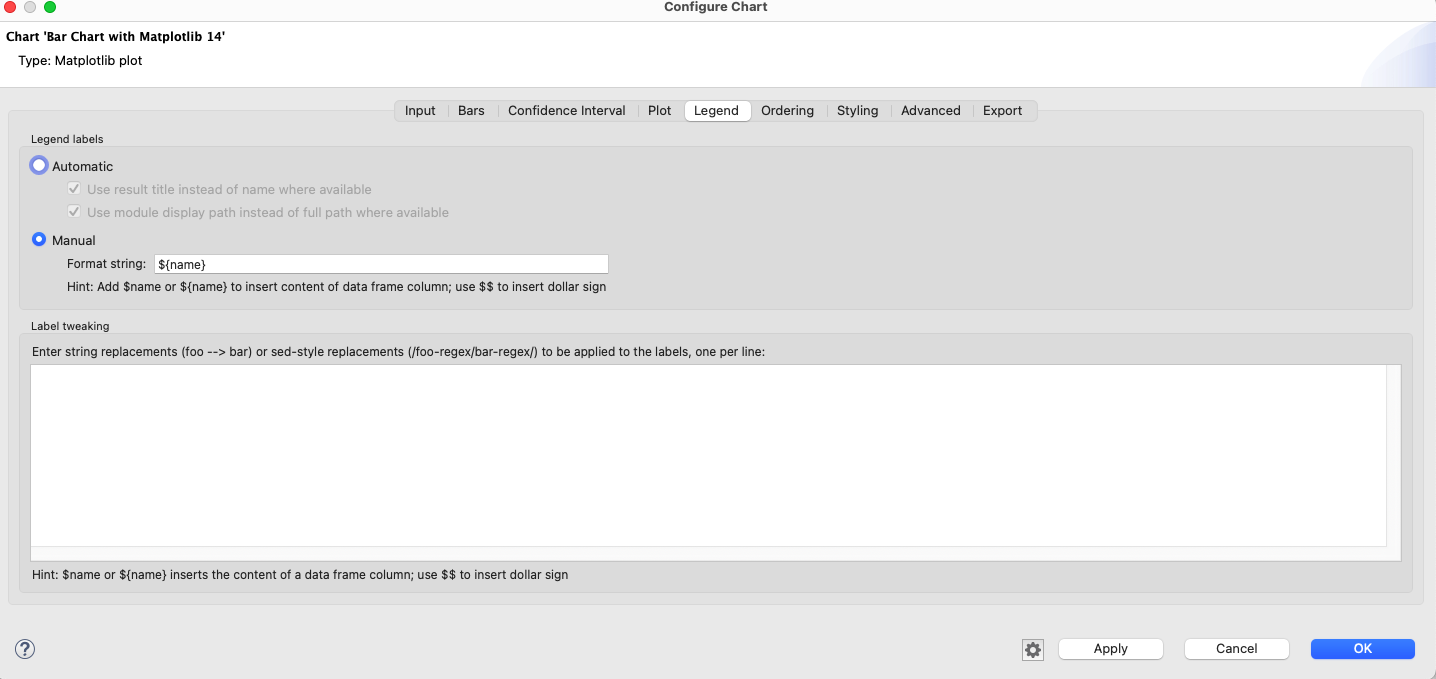 Configure Chart
Chart 'Bar Chart with Matplotlib 14'
Type: Matplotlib plot
Input Bars Confidence Interval Plot Legend Ordering Styling Advanced Export
Legend labels
Automatic
Use result title instead of name where available
Use module display path instead of full path where available
Manual
Format string: ${name}
Hint: Add $name or ${name} to insert content of data frame column; use $$ to insert dollar sign
Label tweaking
Enter string replacements (foo --> bar) or sed-style replacements (/foo-regex/bar-regex/) to be applied to the labels, one per line:
Hint: $name or ${name} inserts the content of a data frame column; use $$ to insert dollar sign
? Apply Cancel OK